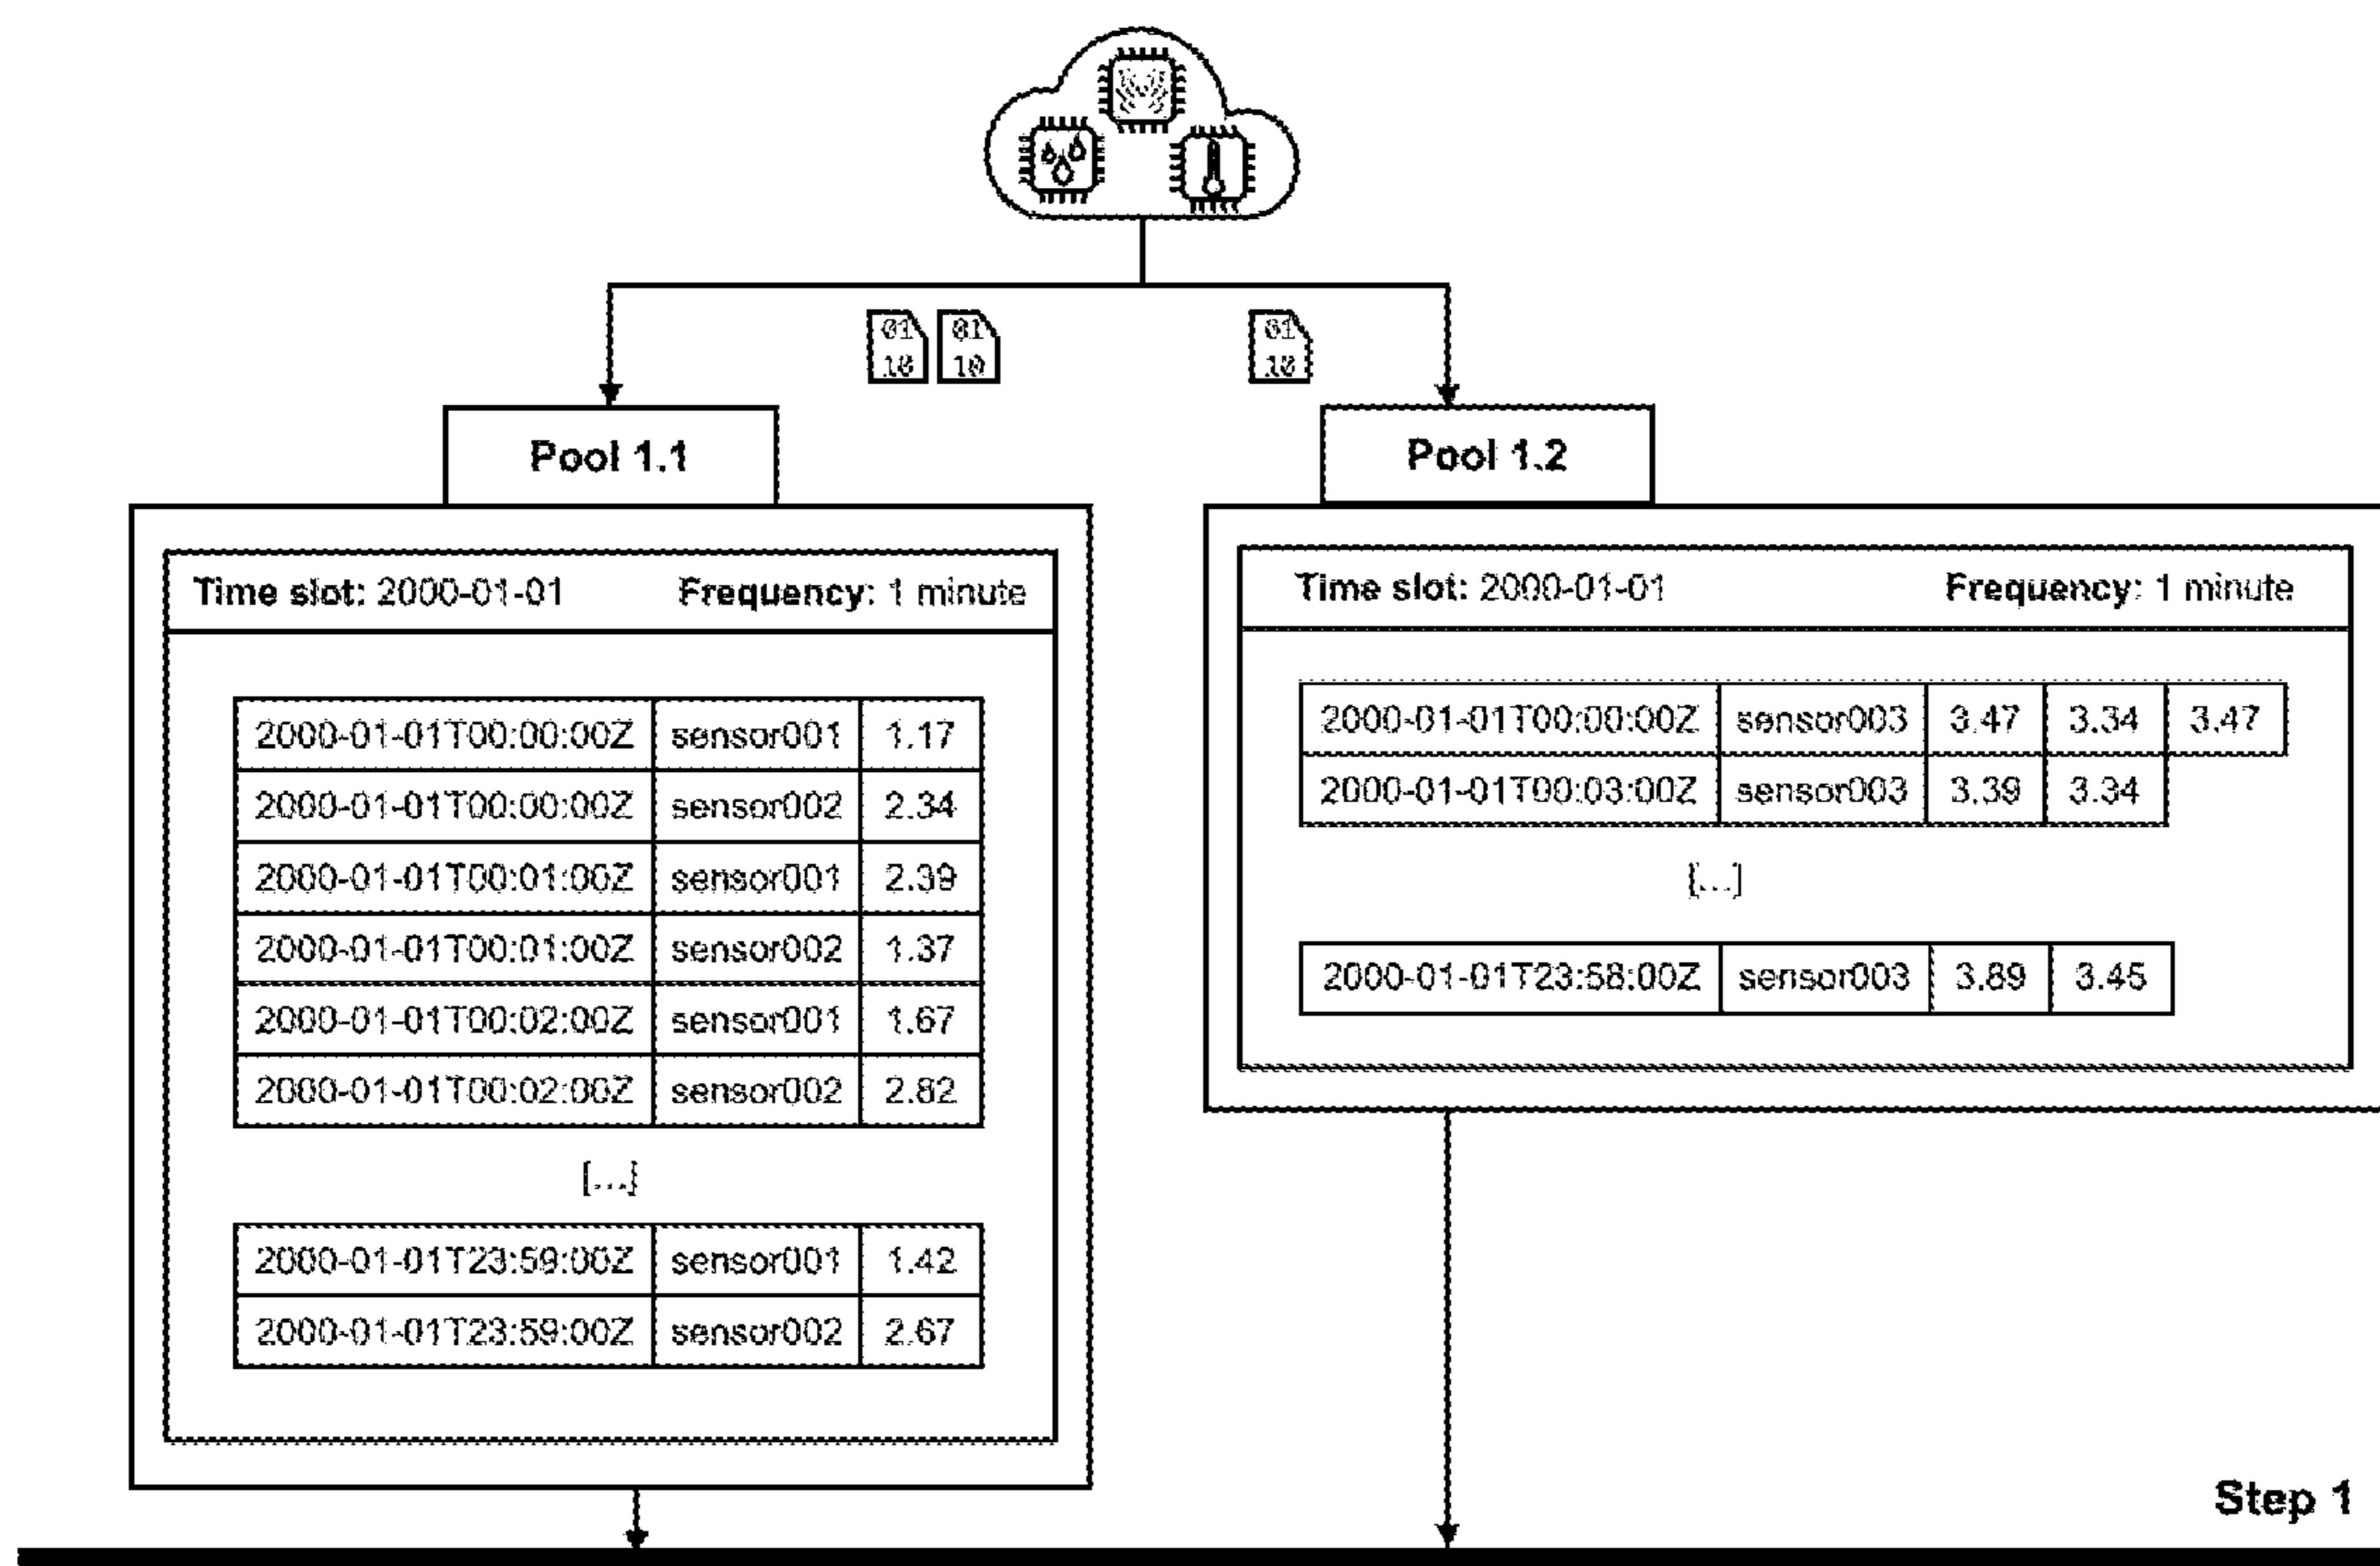 01 01 01
10 10 10
Pool 1.1
Time slot: 2000-01-01 Frequency: 1 minute
2000-01-01T00:00:00Z sensor001 1.17
2000-01-01T00:00:00Z sensor002 2.34
2000-01-01T00:01:00Z sensor001 2.39
2000-01-01T00:01:00Z sensor002 1.37
2000-01-01T00:02:00Z sensor001 1.67
2000-01-01T00:02:00Z sensor002 2.82
[...]
2000-01-01T23:59:00Z sensor001 1.42
2000-01-01T23:59:00Z sensor002 2.67
Pool 1.2
Time slot: 2000-01-01 Frequency: 1 minute
2000-01-01T00:00:00Z sensor003 3.47 3.34 3.47
2000-01-01T00:03:00Z sensor003 3.39 3.34
[...]
2000-01-01T23:58:00Z sensor003 3.89 3.45
Step 1